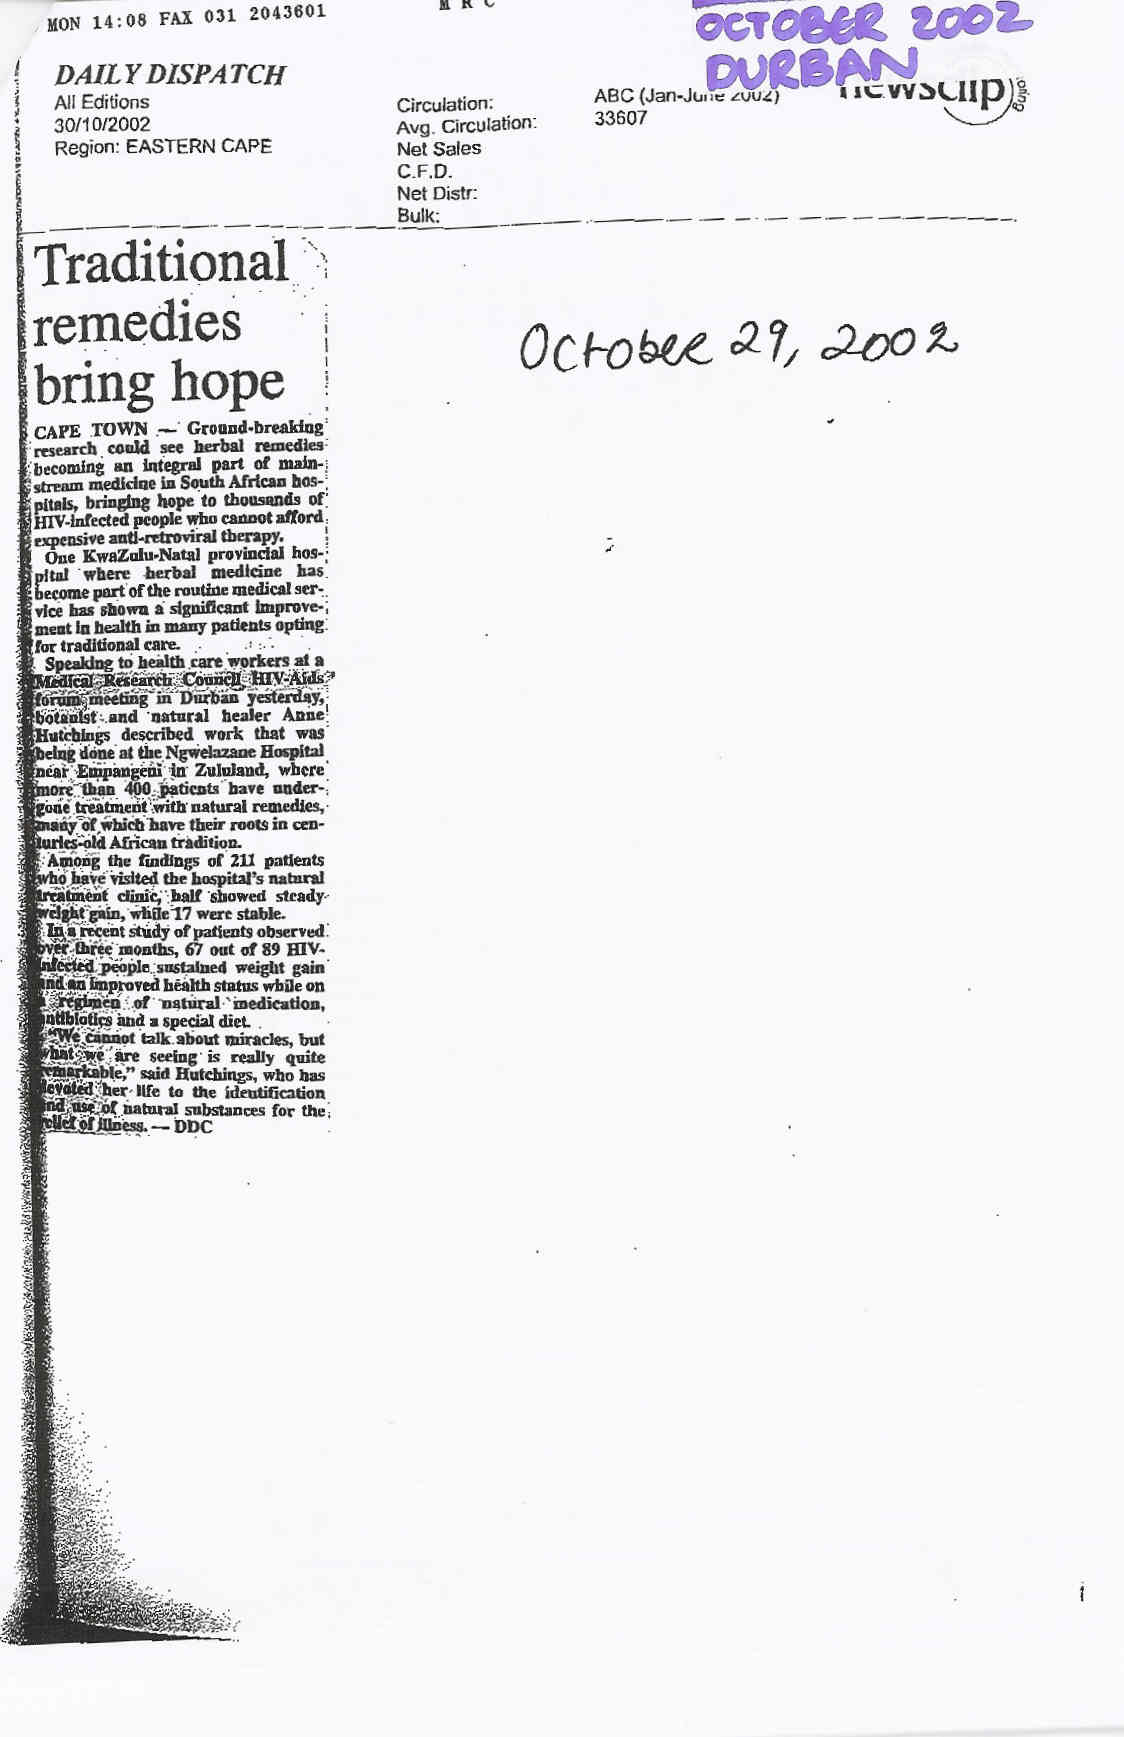 MON 14:08 FAX 031 2043601
M R C
OCTOBER 2002
DURBAN
DAILY DISPATCH
All Editions
30/10/2002
Region: EASTERN CAPE
Circulation:
Avg. Circulation:
Net Sales
C.F.D.
Net Distr:
Bulk:
ABC (Jan-June 2002)
33607
newsclip
Traditional
remedies
bring hope
October 29, 2002
CAPE TOWN — Ground-breaking
research could see herbal remedies
becoming an integral part of main-
stream medicine in South African hos-
pitals, bringing hope to thousands of
HIV-infected people who cannot afford
expensive anti-retroviral therapy.
One KwaZulu-Natal provincial hos-
pital where herbal medicine has
become part of the routine medical ser-
vice has shown a significant improve-
ment in health in many patients opting
for traditional care.
Speaking to health care workers at a
Medical Research Council HIV-Aids
forum meeting in Durban yesterday,
botanist and natural healer Anne
Hutchings described work that was
being done at the Ngwelazane Hospital
near Empangeni in Zululand, where
more than 400 patients have under-
gone treatment with natural remedies,
many of which have their roots in cen-
turies-old African tradition.
Among the findings of 211 patients
who have visited the hospital's natural
treatment clinic, half showed steady
weight gain, while 17 were stable.
In a recent study of patients observed
over three months, 67 out of 89 HIV-
infected people sustained weight gain
and an improved health status while on
a regimen of natural medication,
antibiotics and a special diet.
"We cannot talk about miracles, but
what we are seeing is really quite
remarkable," said Hutchings, who has
devoted her life to the identification
and use of natural substances for the
relief of illness. — DDC